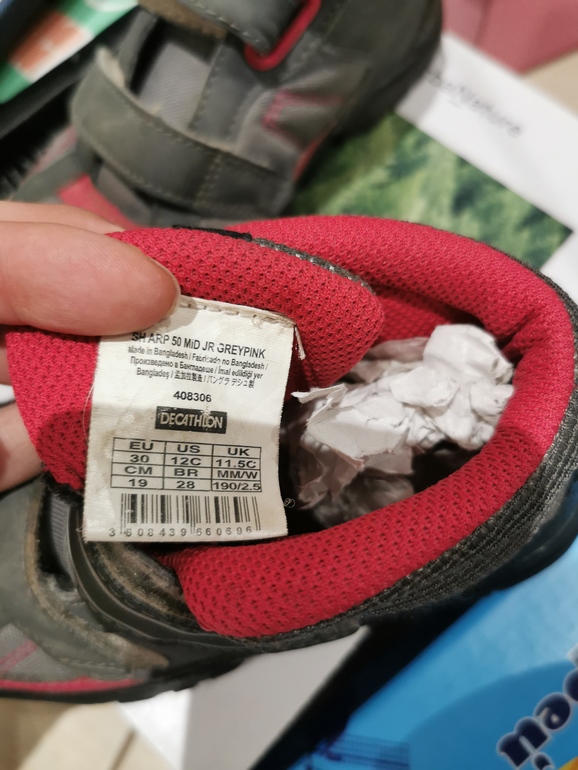 SHARP 50 MiD JR GREYPINK
Made in Bangladesh / Fabricado no Bangladesh /
Произведено в Бангладеше / İmal edildiği yer
Bangladeş / 孟加拉製造 / バングラデシュ製
408306
DECATHLON
EU US UK
30 12C 11.5C
CM BR MM/W
19 28 190/2.5
3 608439 660696